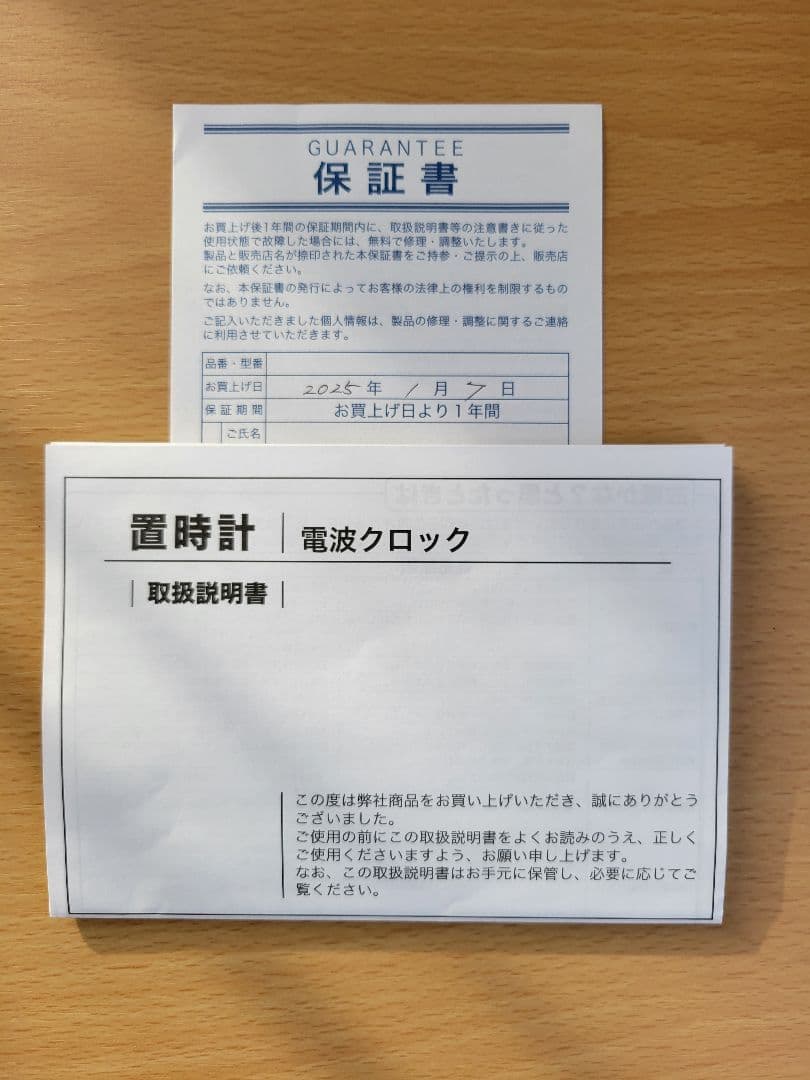 GUARANTEE
保証書
お買上げ後1年間の保証期間内に、取扱説明書等の注意書きに従った
使用状態で故障した場合には、無料で修理・調整いたします。
製品と販売店名が捺印された本保証書をご持参・ご提示の上、販売店
にご依頼ください。
なお、本保証書の発行によってお客様の法律上の権利を制限するもの
ではありません。
ご記入いただきました個人情報は、製品の修理・調整に関するご連絡
に利用させていただきます。
品番・型番
お買上げ日 2025年 1月 7日
保証期間 お買上げ日より1年間
ご氏名
置時計 電波クロック
取扱説明書
この度は弊社商品をお買い上げいただき、誠にありがとう
ございました。
ご使用の前にこの取扱説明書をよくお読みのうえ、正しく
ご使用くださいますよう、お願い申し上げます。
なお、この取扱説明書はお手元に保管し、必要に応じてご
覧ください。